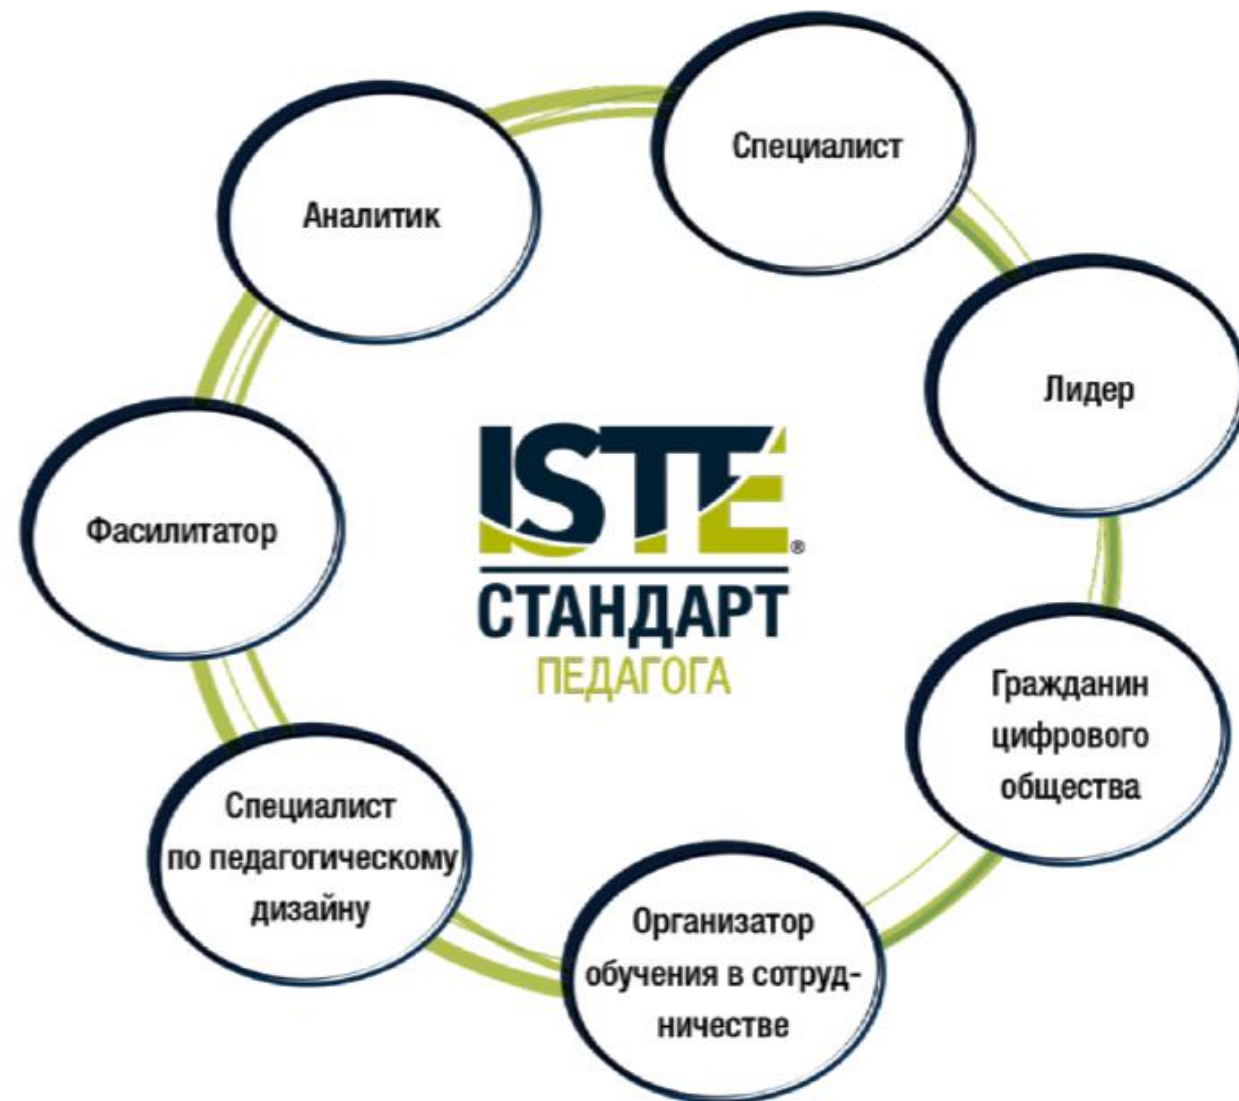 Специалист
Аналитик
Лидер
Фасилитатор
ISTE®
СТАНДАРТ
ПЕДАГОГА
Гражданин
цифрового
общества
Специалист
по педагогическому
дизайну
Организатор
обучения в сотруд-
ничестве